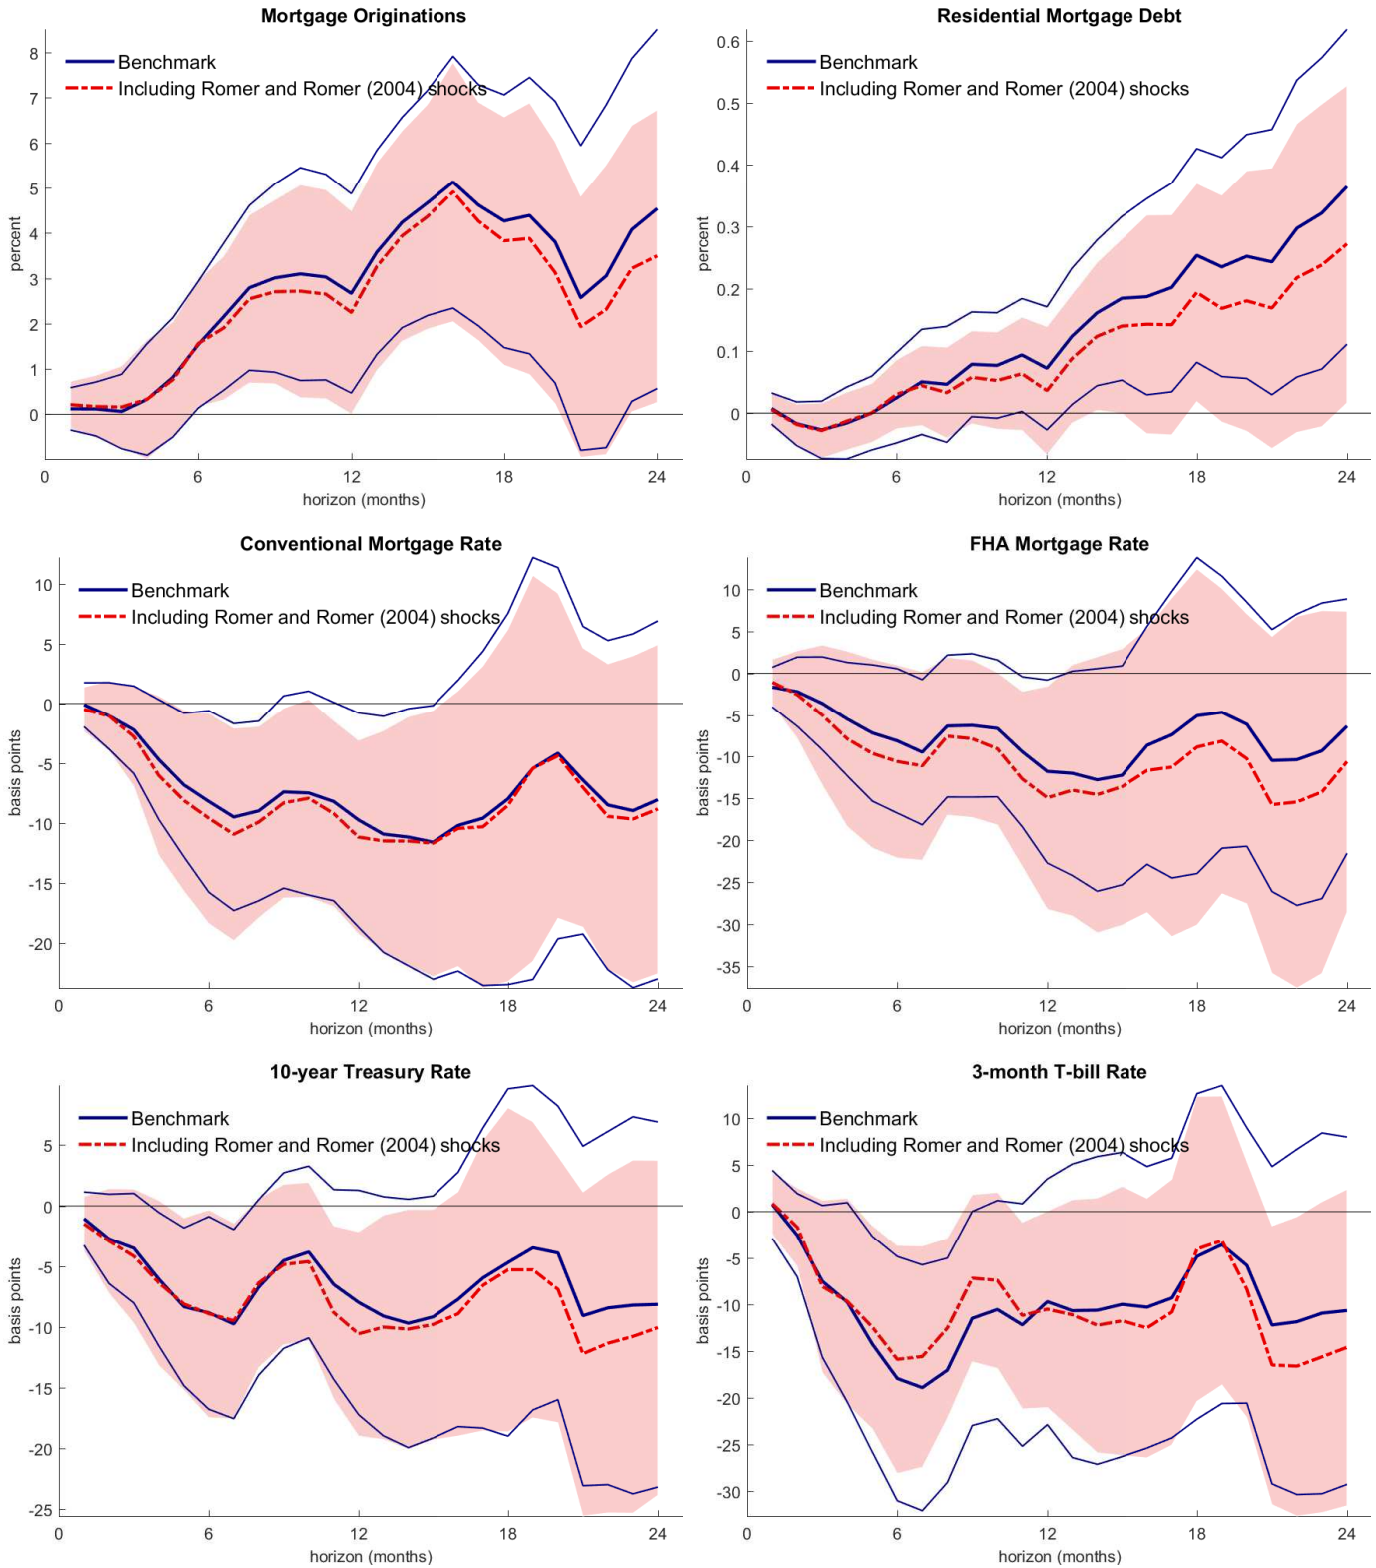 Mortgage Originations
Benchmark
Including Romer and Romer (2004) shocks
percent
8
7
6
5
4
3
2
1
0
0 6 12 18 24
horizon (months)
Residential Mortgage Debt
Benchmark
Including Romer and Romer (2004) shocks
percent
0.6
0.5
0.4
0.3
0.2
0.1
0
0 6 12 18 24
horizon (months)
Conventional Mortgage Rate
Benchmark
Including Romer and Romer (2004) shocks
basis points
10
5
0
-5
-10
-15
-20
0 6 12 18 24
horizon (months)
FHA Mortgage Rate
Benchmark
Including Romer and Romer (2004) shocks
basis points
10
5
0
-5
-10
-15
-20
-25
-30
-35
0 6 12 18 24
horizon (months)
10-year Treasury Rate
Benchmark
Including Romer and Romer (2004) shocks
basis points
5
0
-5
-10
-15
-20
-25
0 6 12 18 24
horizon (months)
3-month T-bill Rate
Benchmark
Including Romer and Romer (2004) shocks
basis points
10
5
0
-5
-10
-15
-20
-25
-30
0 6 12 18 24
horizon (months)